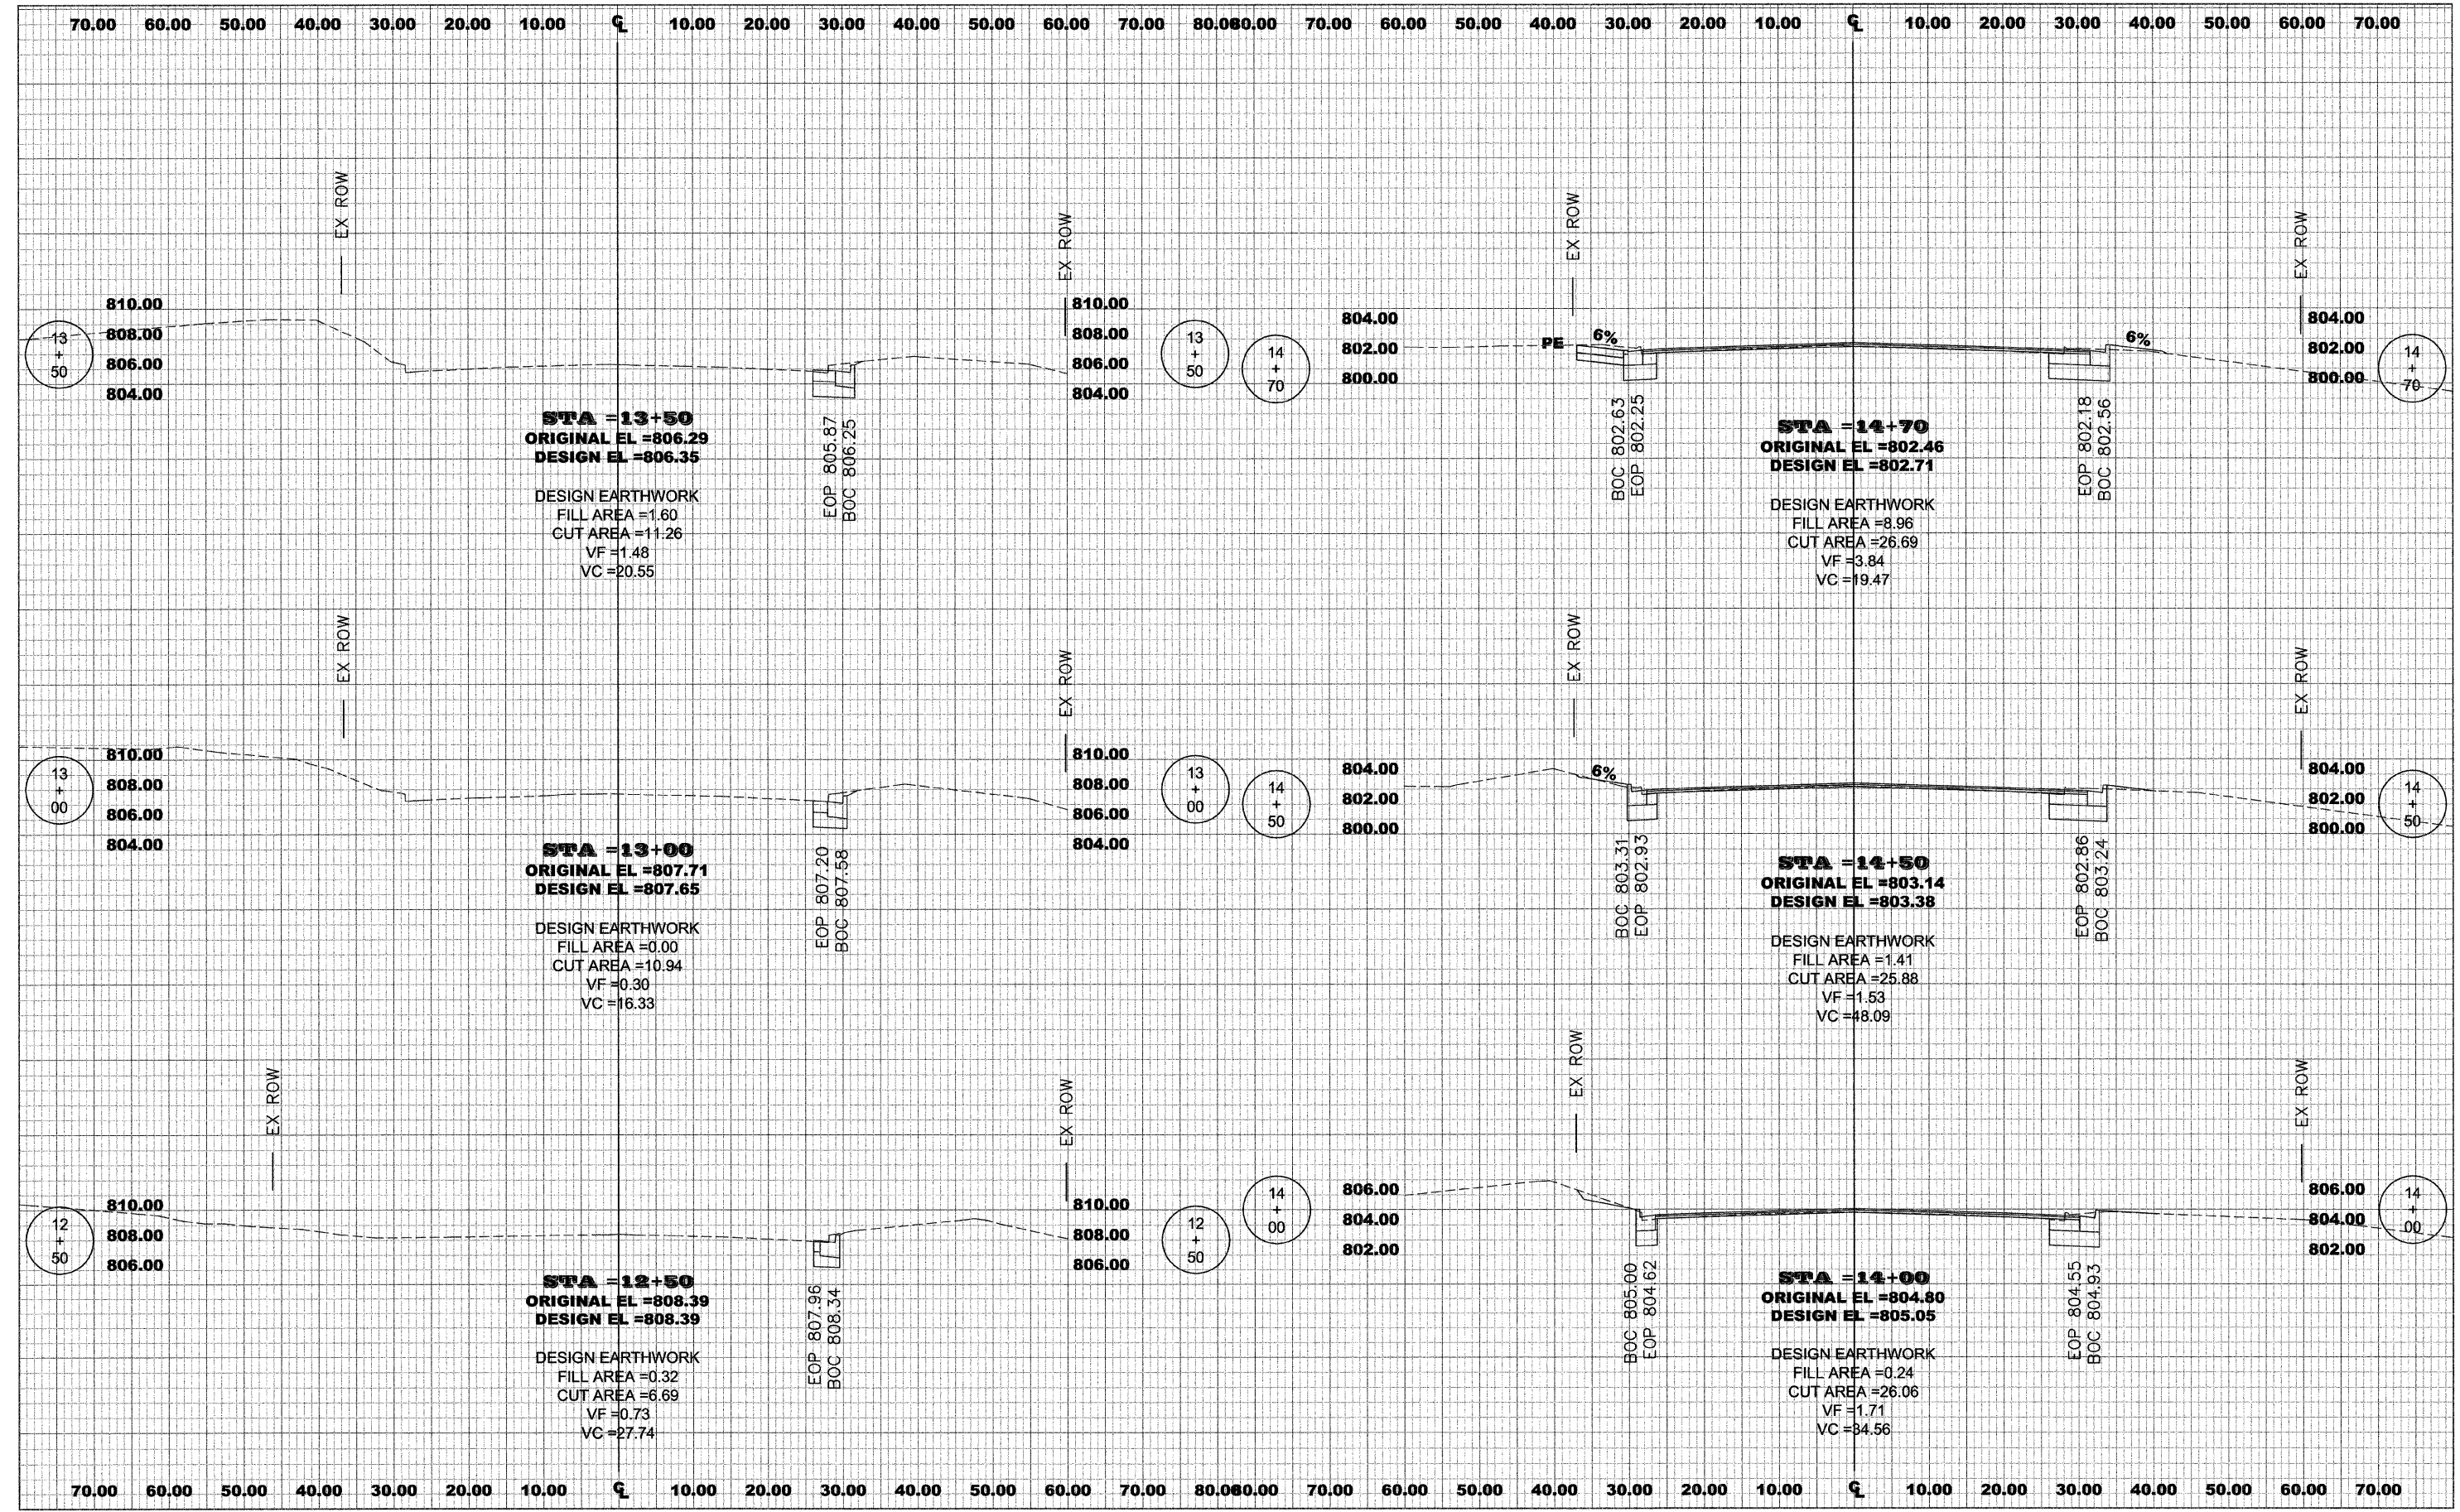 70.00 60.00 50.00 40.00 30.00 20.00 10.00 ℄ 10.00 20.00 30.00 40.00 50.00 60.00 70.00 80.00 80.00 70.00 60.00 50.00 40.00 30.00 20.00 10.00 ℄ 10.00 20.00 30.00 40.00 50.00 60.00 70.00
EX ROW
EX ROW
810.00
808.00
806.00
804.00
13
+
50
810.00
808.00
806.00
804.00
13
+
50
STA =13+50
ORIGINAL EL =806.29
DESIGN EL =806.35
DESIGN EARTHWORK
FILL AREA =1.60
CUT AREA =11.26
VF =1.48
VC =20.55
EOP 805.87
BOC 806.25
EX ROW
EX ROW
810.00
808.00
806.00
804.00
13
+
00
810.00
808.00
806.00
804.00
13
+
00
STA =13+00
ORIGINAL EL =807.71
DESIGN EL =807.65
DESIGN EARTHWORK
FILL AREA =0.00
CUT AREA =10.94
VF =0.30
VC =16.33
EOP 807.20
BOC 807.58
EX ROW
EX ROW
810.00
808.00
806.00
12
+
50
810.00
808.00
806.00
12
+
50
STA =12+50
ORIGINAL EL =808.39
DESIGN EL =808.39
DESIGN EARTHWORK
FILL AREA =0.32
CUT AREA =6.69
VF =0.73
VC =27.74
EOP 807.96
BOC 808.34
EX ROW
EX ROW
14
+
70
804.00
802.00
800.00
PE
6%
6%
804.00
802.00
800.00
14
+
70
BOC 802.63
EOP 802.25
STA =14+70
ORIGINAL EL =802.46
DESIGN EL =802.71
DESIGN EARTHWORK
FILL AREA =8.96
CUT AREA =26.69
VF =3.84
VC =19.47
EOP 802.18
BOC 802.56
EX ROW
EX ROW
14
+
50
804.00
802.00
800.00
6%
804.00
802.00
800.00
14
+
50
BOC 803.31
EOP 802.93
STA =14+50
ORIGINAL EL =803.14
DESIGN EL =803.38
DESIGN EARTHWORK
FILL AREA =1.41
CUT AREA =25.88
VF =1.53
VC =48.09
EOP 802.86
BOC 803.24
EX ROW
EX ROW
14
+
00
806.00
804.00
802.00
806.00
804.00
802.00
14
+
00
BOC 805.00
EOP 804.62
STA =14+00
ORIGINAL EL =804.80
DESIGN EL =805.05
DESIGN EARTHWORK
FILL AREA =0.24
CUT AREA =26.06
VF =1.71
VC =34.56
EOP 804.55
BOC 804.93
70.00 60.00 50.00 40.00 30.00 20.00 10.00 ℄ 10.00 20.00 30.00 40.00 50.00 60.00 70.00 80.00 80.00 70.00 60.00 50.00 40.00 30.00 20.00 10.00 ℄ 10.00 20.00 30.00 40.00 50.00 60.00 70.00